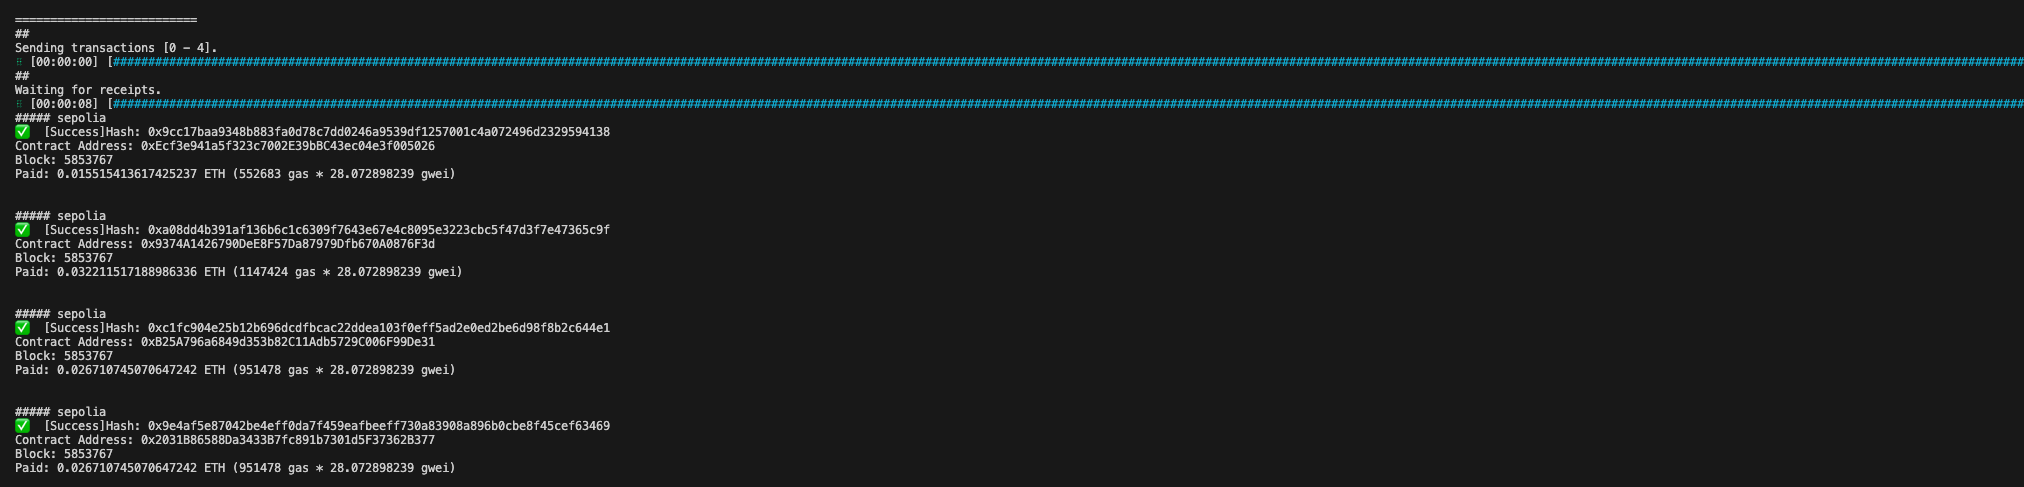 ==========================
##
Sending transactions [0 - 4].
⠿ [00:00:00] [####################################################################################################################################################################################################################################################################################
##
Waiting for receipts.
⠿ [00:00:08] [####################################################################################################################################################################################################################################################################################
##### sepolia
✅  [Success]Hash: 0x9cc17baa9348b883fa0d78c7dd0246a9539df1257001c4a072496d2329594138
Contract Address: 0xEcf3e941a5f323c7002E39bBC43ec04e3f005026
Block: 5853767
Paid: 0.015515413617425237 ETH (552683 gas * 28.072898239 gwei)
##### sepolia
✅  [Success]Hash: 0xa08dd4b391af136b6c1c6309f7643e67e4c8095e3223cbc5f47d3f7e47365c9f
Contract Address: 0x9374A1426790DeE8F57Da87979Dfb670A0876F3d
Block: 5853767
Paid: 0.032211517188986336 ETH (1147424 gas * 28.072898239 gwei)
##### sepolia
✅  [Success]Hash: 0xc1fc904e25b12b696dcdfbcac22ddea103f0eff5ad2e0ed2be6d98f8b2c644e1
Contract Address: 0xB25A796a6849d353b82C11Adb5729C006F99De31
Block: 5853767
Paid: 0.026710745070647242 ETH (951478 gas * 28.072898239 gwei)
##### sepolia
✅  [Success]Hash: 0x9e4af5e87042be4eff0da7f459eafbeeff730a83908a896b0cbe8f45cef63469
Contract Address: 0x2031B86588Da3433B7fc891b7301d5F37362B377
Block: 5853767
Paid: 0.026710745070647242 ETH (951478 gas * 28.072898239 gwei)